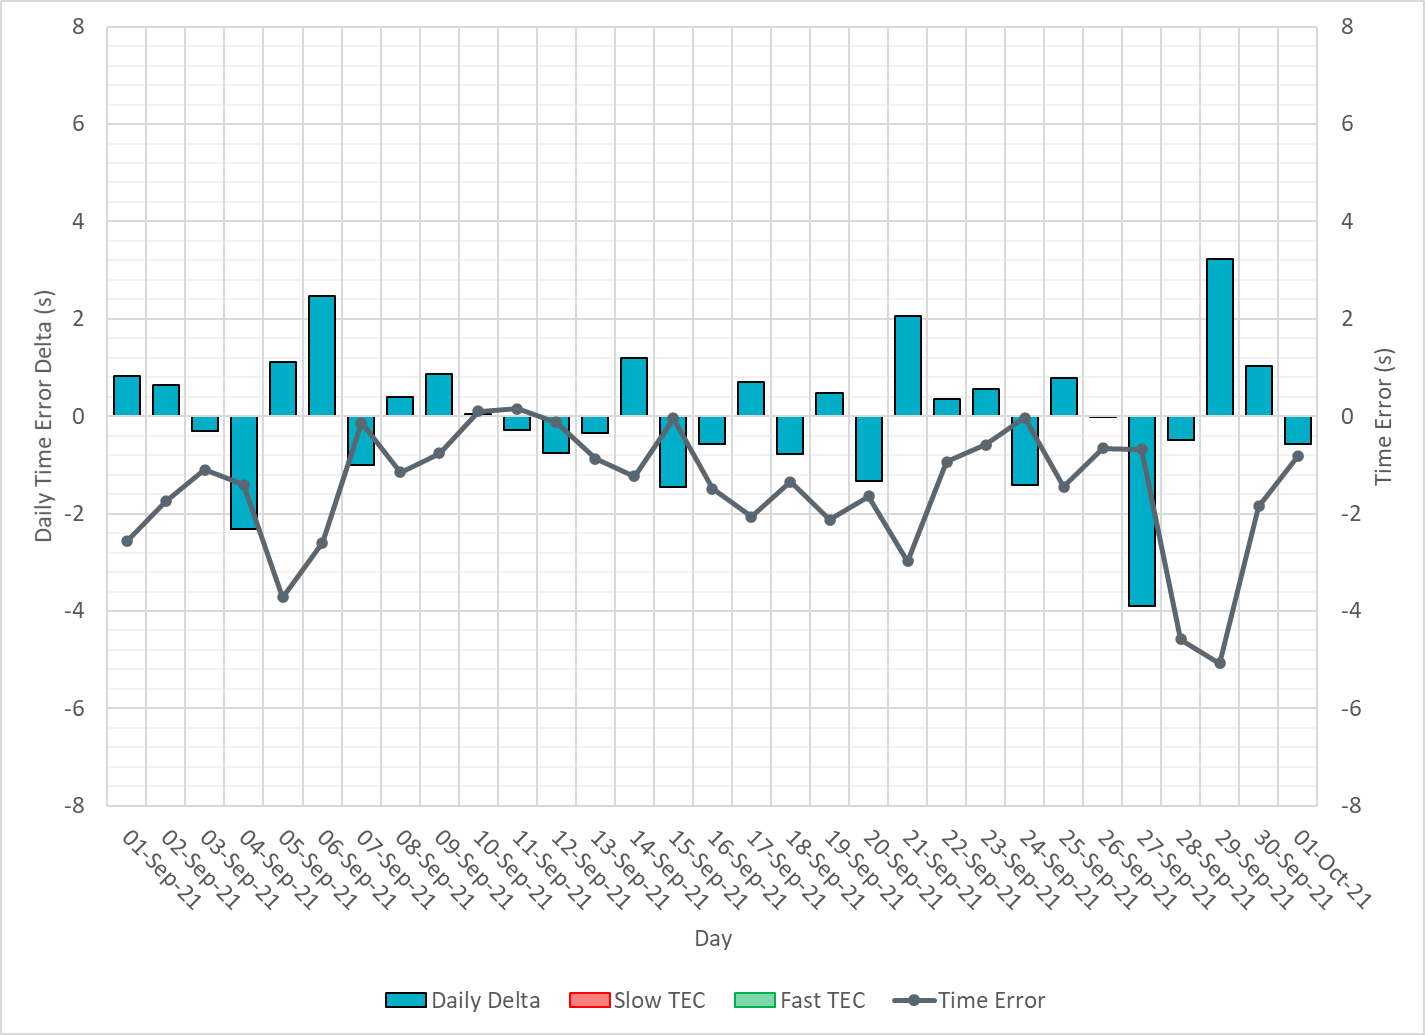 8
6
4
2
0
-2
-4
-6
-8
Daily Time Error Delta (s)
8
6
4
2
0
-2
-4
-6
-8
Time Error (s)
01-Sep-21
02-Sep-21
03-Sep-21
04-Sep-21
05-Sep-21
06-Sep-21
07-Sep-21
08-Sep-21
09-Sep-21
10-Sep-21
11-Sep-21
12-Sep-21
13-Sep-21
14-Sep-21
15-Sep-21
16-Sep-21
17-Sep-21
18-Sep-21
19-Sep-21
20-Sep-21
21-Sep-21
22-Sep-21
23-Sep-21
24-Sep-21
25-Sep-21
26-Sep-21
27-Sep-21
28-Sep-21
29-Sep-21
30-Sep-21
01-Oct-21
Day
Daily Delta Slow TEC Fast TEC Time Error